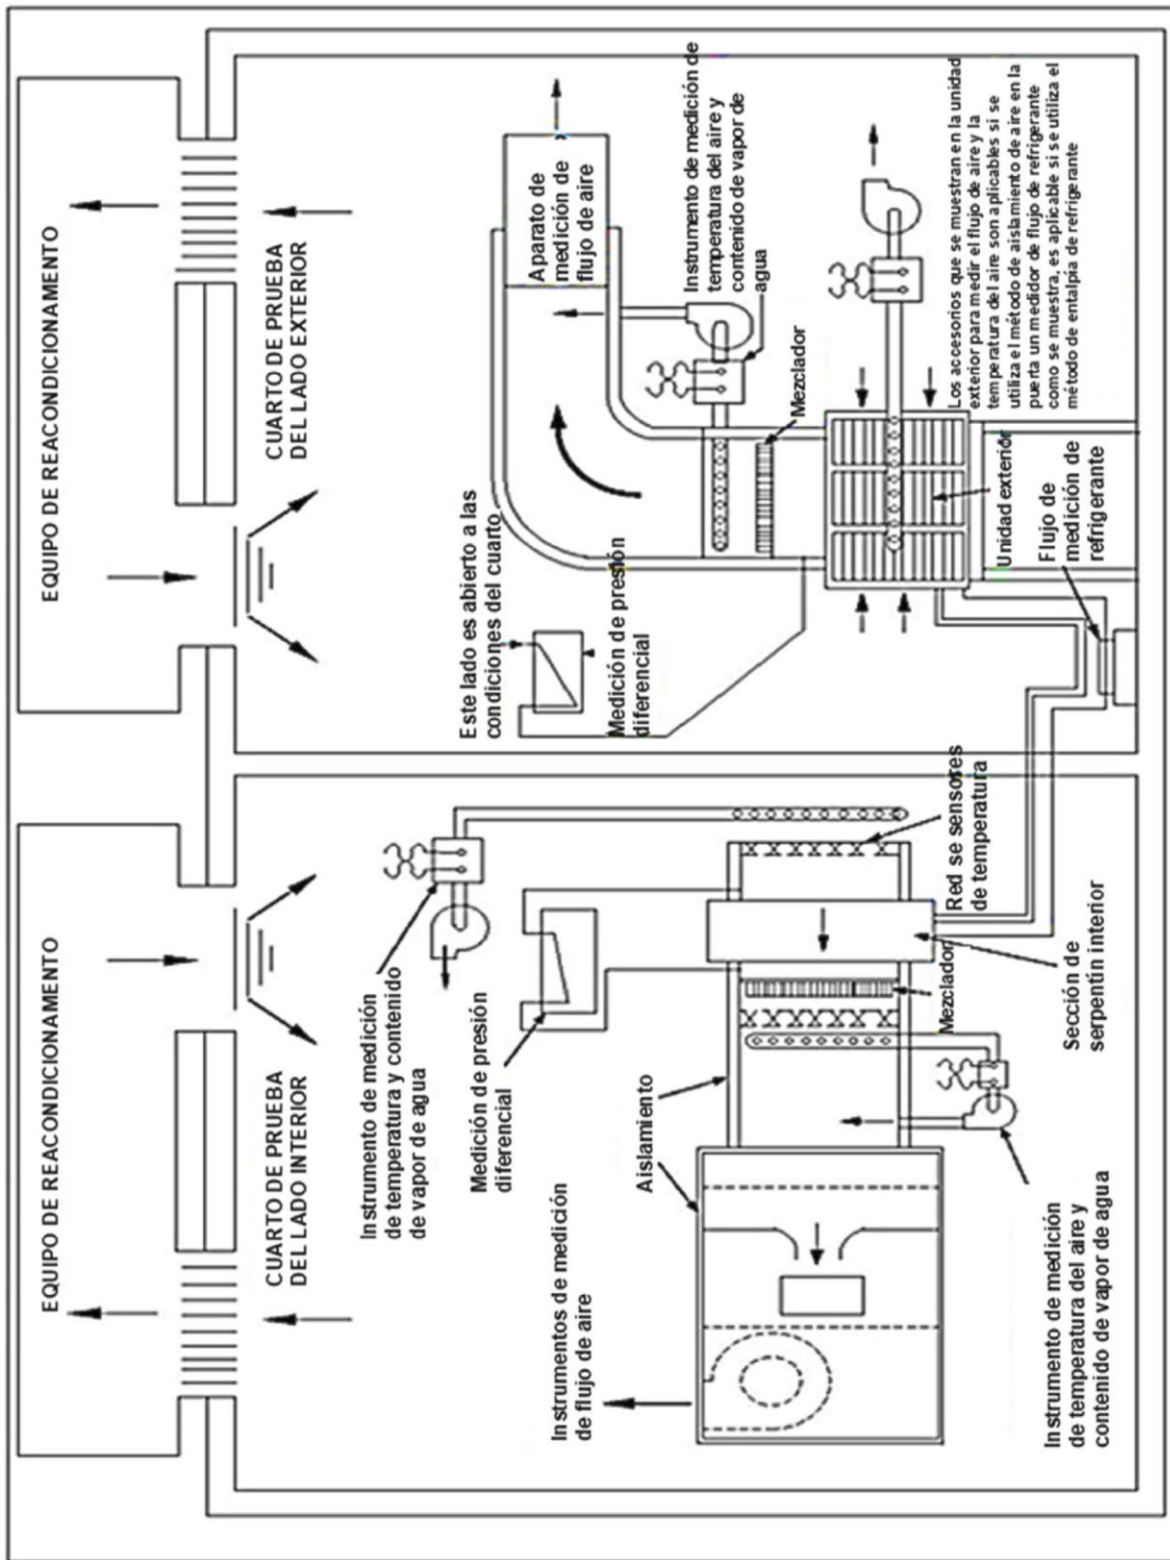 EQUIPO DE REACONDICIONAMENTO
EQUIPO DE REACONDICIONAMENTO
CUARTO DE PRUEBA
DEL LADO INTERIOR
CUARTO DE PRUEBA
DEL LADO EXTERIOR
Instrumento de medición
de temperatura y contenido
de vapor de agua
Medición de presión
diferencial
Instrumentos de medición
de flujo de aire
Aislamiento
Red se sensores
de temperatura
Mezclador
Sección de
serpentín interior
Instrumento de medición
de temperatura del aire y
contenido de vapor de agua
Este lado es abierto a las
condiciones del cuarto
Medición de presión
diferencial
Aparato de
medición de
flujo de aire
Instrumento de medición de
temperatura del aire y
contenido de vapor de
agua
Mezclador
Unidad exterior
Flujo de
medición de
refrigerante
Los accesorios que se muestran en la unidad
exterior para medir el flujo de aire y la
temperatura del aire son aplicables si se
utiliza el método de aislamiento de aire en la
puerta un medidor de flujo de refrigerante
como se muestra, es aplicable si se utiliza el
método de entalpia de refrigerante